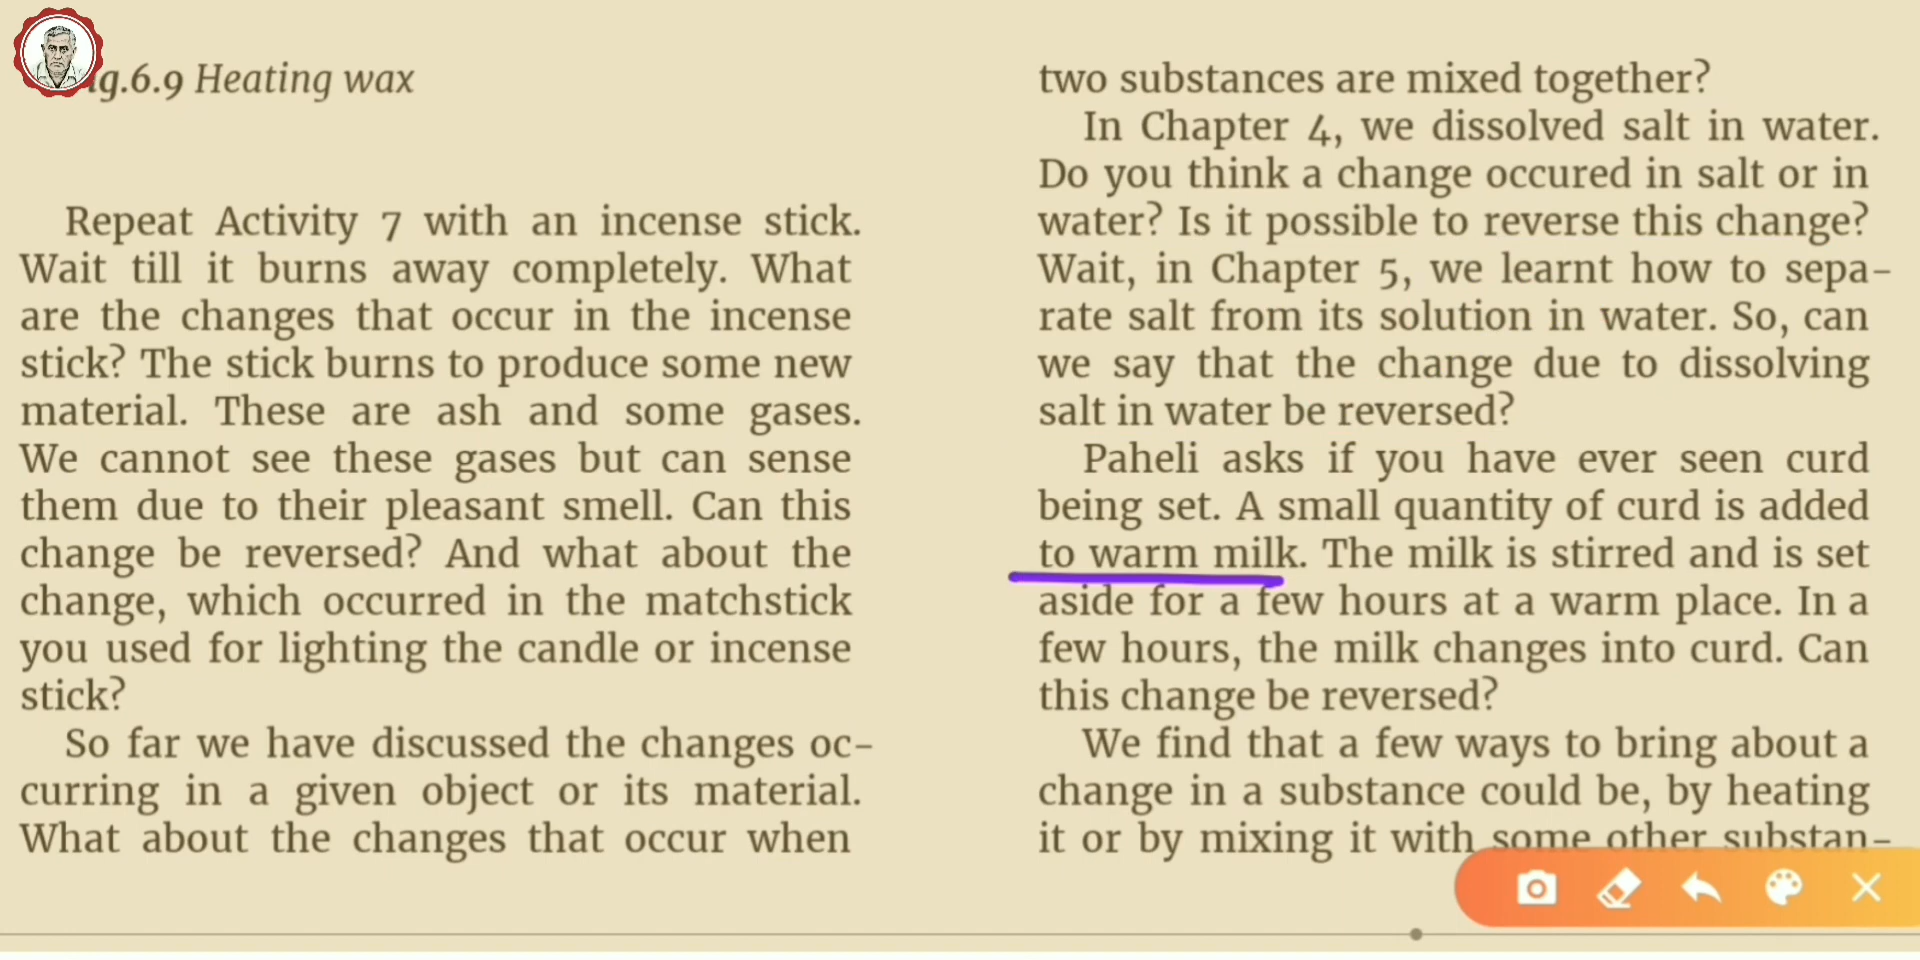 ig.6.9 Heating wax
Repeat Activity 7 with an incense stick.
Wait till it burns away completely. What
are the changes that occur in the incense
stick? The stick burns to produce some new
material. These are ash and some gases.
We cannot see these gases but can sense
them due to their pleasant smell. Can this
change be reversed? And what about the
change, which occurred in the matchstick
you used for lighting the candle or incense
stick?
So far we have discussed the changes oc-
curring in a given object or its material.
What about the changes that occur when
two substances are mixed together?
In Chapter 4, we dissolved salt in water.
Do you think a change occured in salt or in
water? Is it possible to reverse this change?
Wait, in Chapter 5, we learnt how to sepa-
rate salt from its solution in water. So, can
we say that the change due to dissolving
salt in water be reversed?
Paheli asks if you have ever seen curd
being set. A small quantity of curd is added
to warm milk. The milk is stirred and is set
aside for a few hours at a warm place. In a
few hours, the milk changes into curd. Can
this change be reversed?
We find that a few ways to bring about a
change in a substance could be, by heating
it or by mixing it with some other substan-